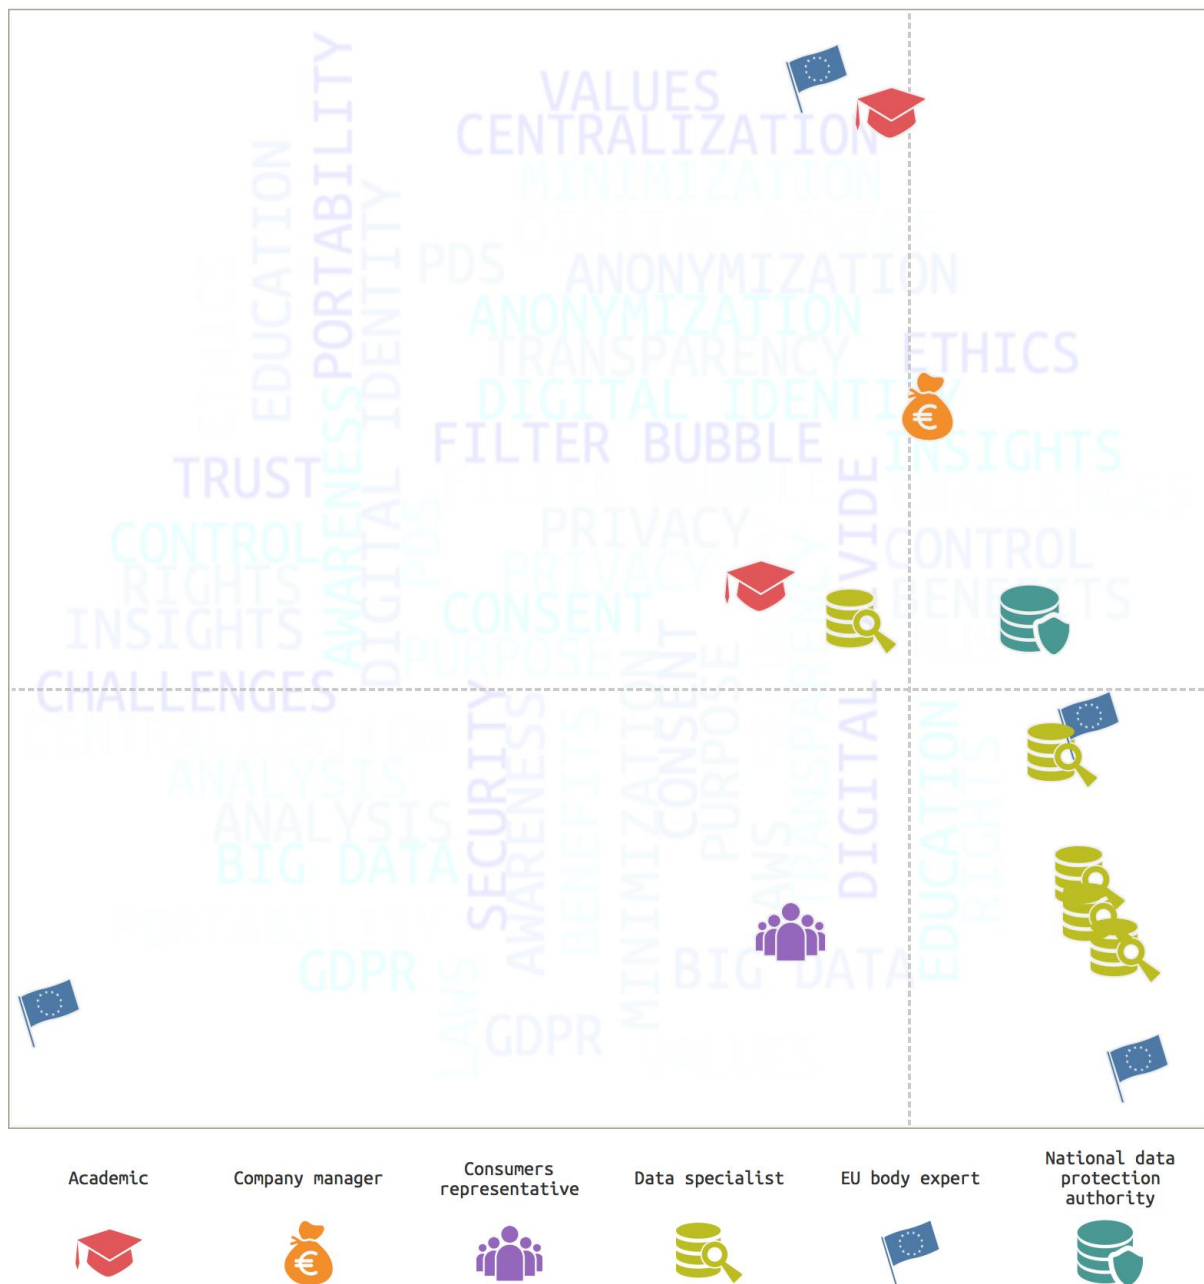 PORTABILITY
VALUES
CENTRALIZATION
EDUCATION
MINIMIZATION
DIGITAL IDENTITY
PDS
ANONYMIZATION
ANONYMIZATION
TRANSPARENCY
ETHICS
DIGITAL IDENTITY
FILTER BUBBLE
INSIGHTS
TRUST
AWARENESS
PDS
PRIVACY
CONTROL
CONTROL
PRIVACY
RIGHTS
BENEFITS
CONSENT
INSIGHTS
PURPOSE
CHALLENGES
DIGITAL DIVIDE
SECURITY
AWARENESS
BENEFITS
MINIMIZATION
CONSENT
PURPOSE
TRANSPARENCY
EDUCATION
RIGHTS
ANALYSIS
ANALYSIS
BIG DATA
LAWS
GDPR
BIG DATA
LAWS
GDPR
VALUES
Academic
Company manager
Consumers
representative
Data specialist
EU body expert
National data
protection
authority